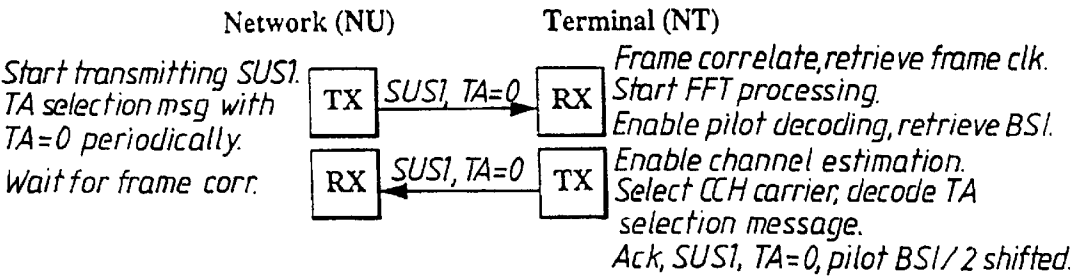 Network (NU)
Terminal (NT)
Start transmitting SUS1.
TA selection msg with
TA=0 periodically.
Wait for frame corr.
TX
SUS1, TA=0
RX
RX
SUS1, TA=0
TX
Frame correlate, retrieve frame clk.
Start FFT processing.
Enable pilot decoding, retrieve BSI.
Enable channel estimation.
Select CCH carrier, decode TA
selection message.
Ack, SUS1, TA=0, pilot BSI/2 shifted.